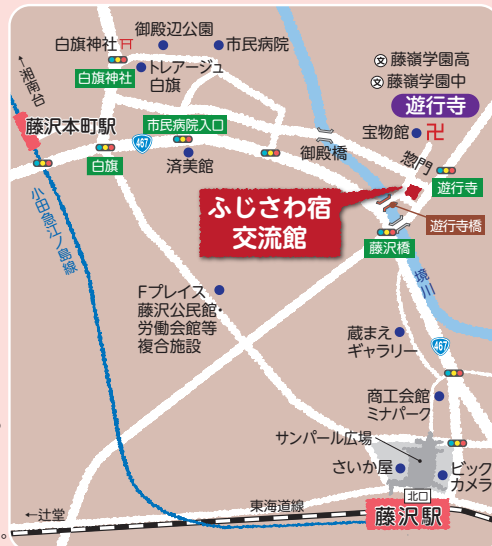 御殿辺公園
白旗神社
市民病院
トレアージュ
白旗
白旗神社
←湘南台
藤沢本町駅
市民病院入口
467
白旗
済美館
御殿橋
文 藤嶺学園高
文 藤嶺学園中
遊行寺
宝物館
惣門
遊行寺
遊行寺橋
ふじさわ宿
交流館
藤沢橋
境川
小田急江ノ島線
Fプレイス
藤沢公民館・
労働会館等
複合施設
蔵まえ
ギャラリー
467
商工会館
ミナパーク
サンパール広場
さいか屋
ビック
カメラ
北口
藤沢駅
東海道線
←辻堂
。